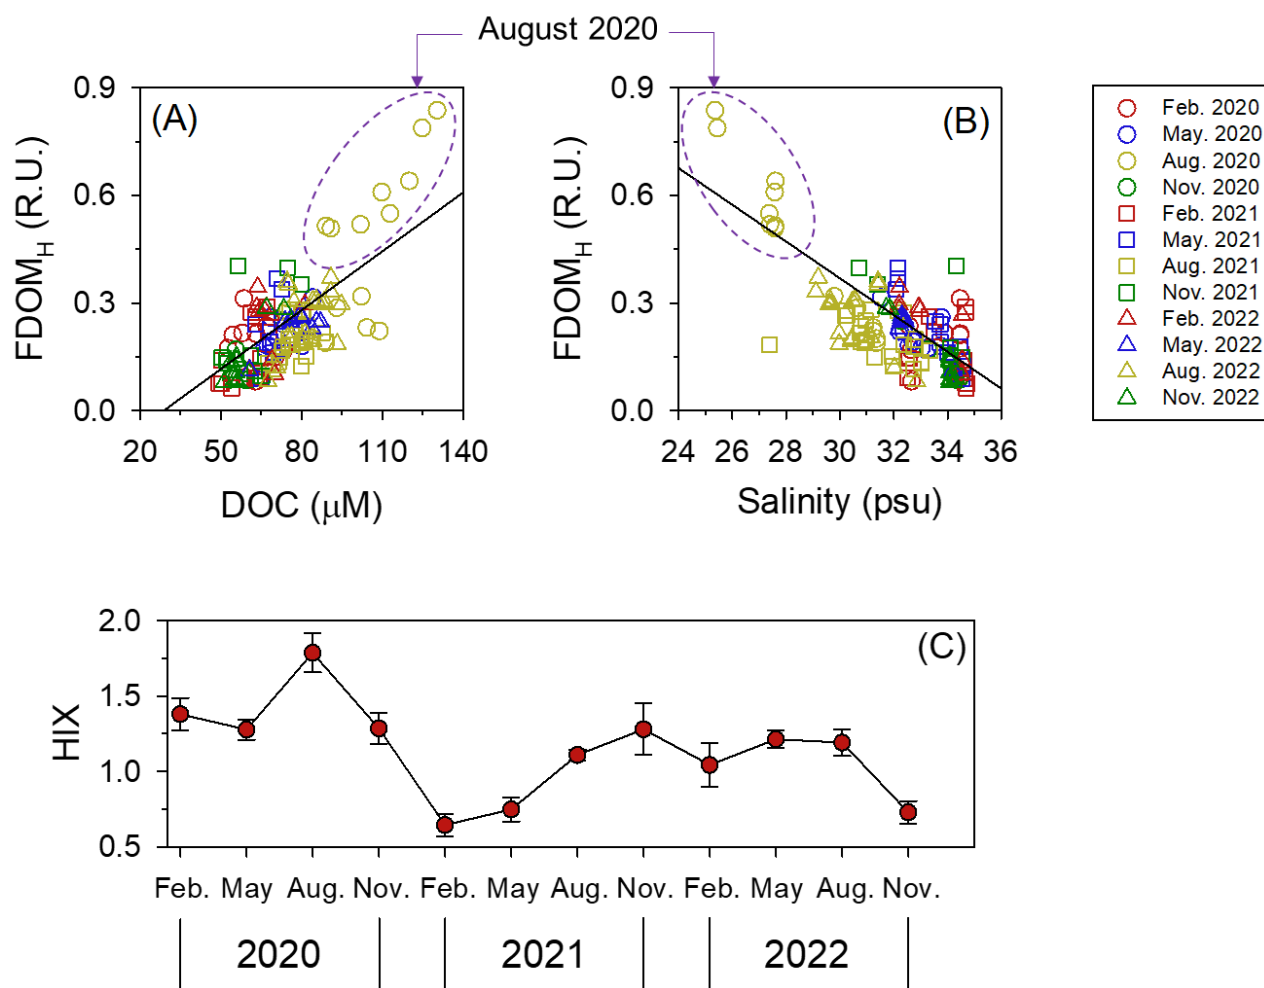 August 2020
(A)
FDOM_H (R.U.)
0.9
0.6
0.3
0.0
20 50 80 110 140
DOC (μM)
(B)
FDOM_H (R.U.)
0.9
0.6
0.3
0.0
24 26 28 30 32 34 36
Salinity (psu)
Feb. 2020
May. 2020
Aug. 2020
Nov. 2020
Feb. 2021
May. 2021
Aug. 2021
Nov. 2021
Feb. 2022
May. 2022
Aug. 2022
Nov. 2022
(C)
HIX
2.0
1.5
1.0
0.5
Feb. May Aug. Nov. Feb. May Aug. Nov. Feb. May Aug. Nov.
2020 2021 2022